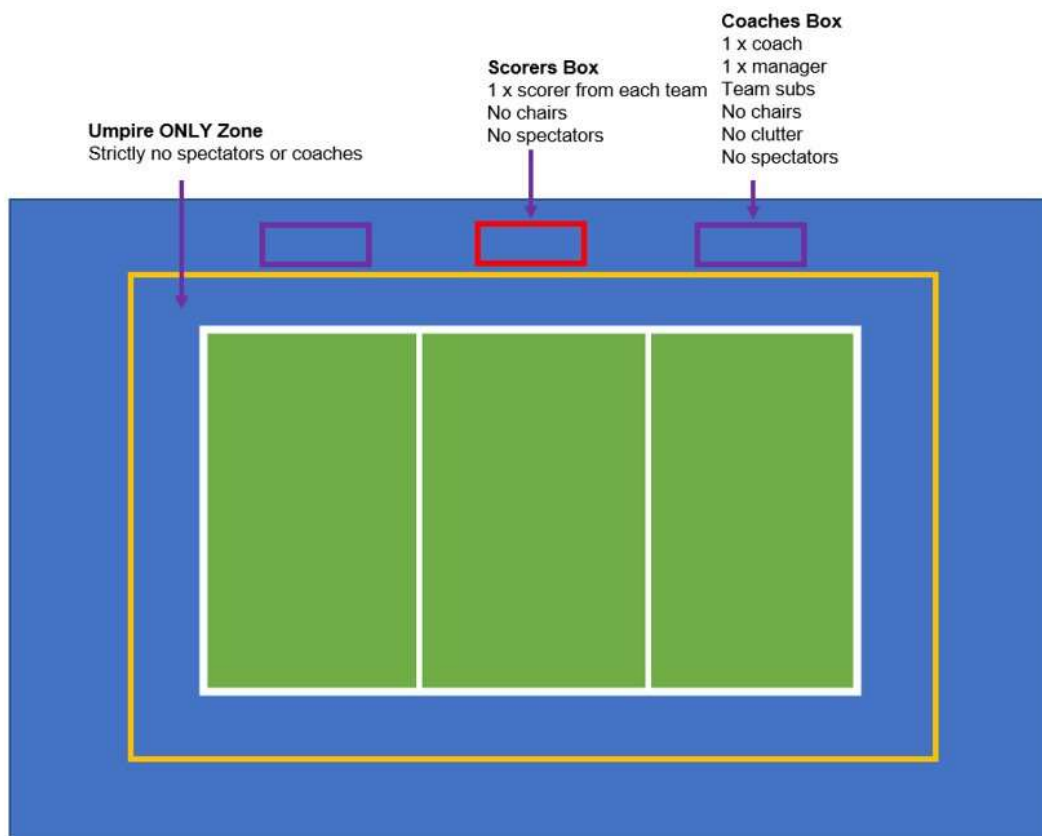 Umpire ONLY Zone
Strictly no spectators or coaches
Scorers Box
1 x scorer from each team
No chairs
No spectators
Coaches Box
1 x coach
1 x manager
Team subs
No chairs
No clutter
No spectators